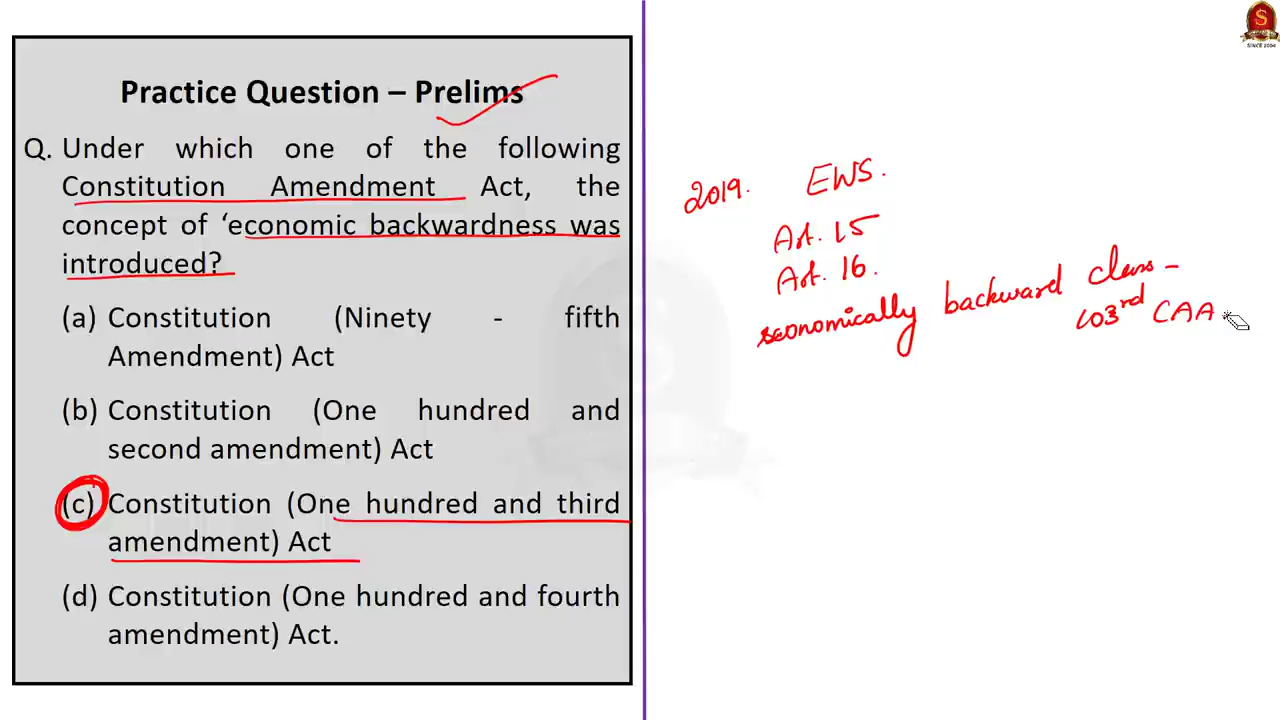 Practice Question – Prelims
Q. Under which one of the following
Constitution Amendment Act, the
concept of ‘economic backwardness was
introduced?
(a) Constitution (Ninety - fifth
Amendment) Act
(b) Constitution (One hundred and
second amendment) Act
(c) Constitution (One hundred and third
amendment) Act
(d) Constitution (One hundred and fourth
amendment) Act.
2019. EWS.
Art. 15
Art. 16.
economically backward class -
103rd CAA
S
SINCE 2004